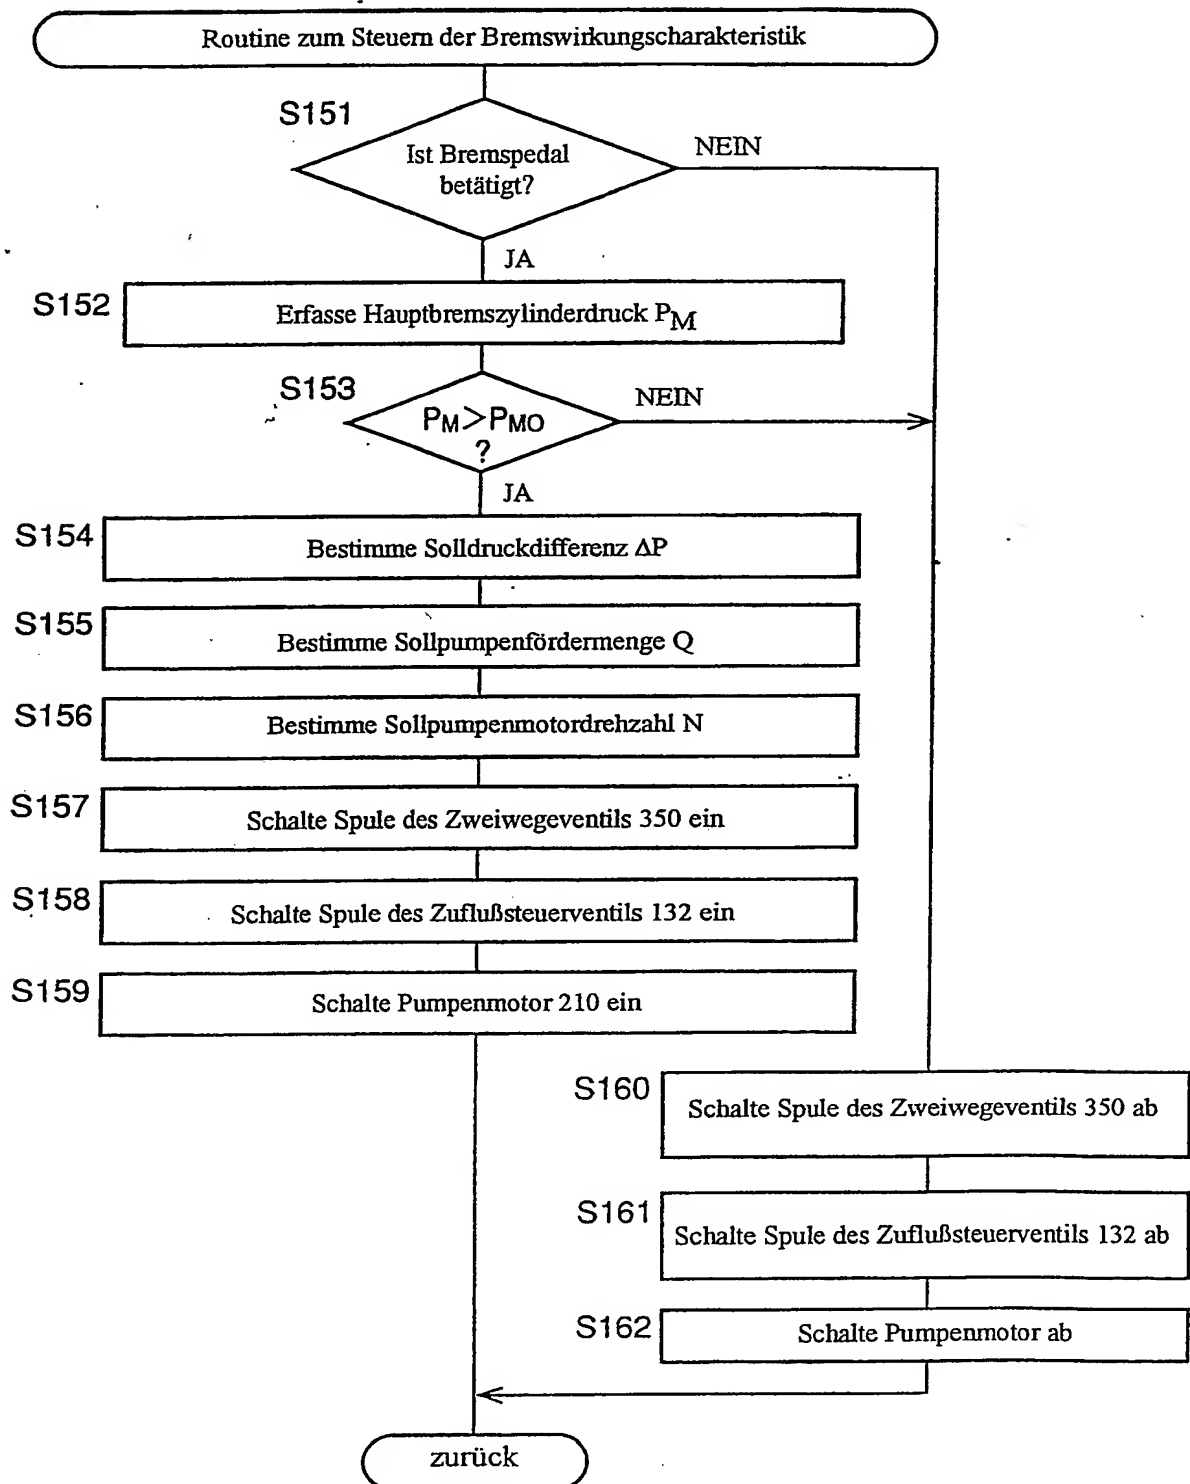 Routine zum Steuern der Bremswirkungscharakteristik
S151
Ist Bremspedal
betätigt?
NEIN
JA
S152
Erfasse Hauptbremszylinderdruck PM
S153
PM>PMO
?
NEIN
JA
S154
Bestimme Solldruckdifferenz ΔP
S155
Bestimme Sollpumpenfördermenge Q
S156
Bestimme Sollpumpenmotordrehzahl N
S157
Schalte Spule des Zweiwegeventils 350 ein
S158
Schalte Spule des Zuflußsteuerventils 132 ein
S159
Schalte Pumpenmotor 210 ein
S160
Schalte Spule des Zweiwegeventils 350 ab
S161
Schalte Spule des Zuflußsteuerventils 132 ab
S162
Schalte Pumpenmotor ab
zurück